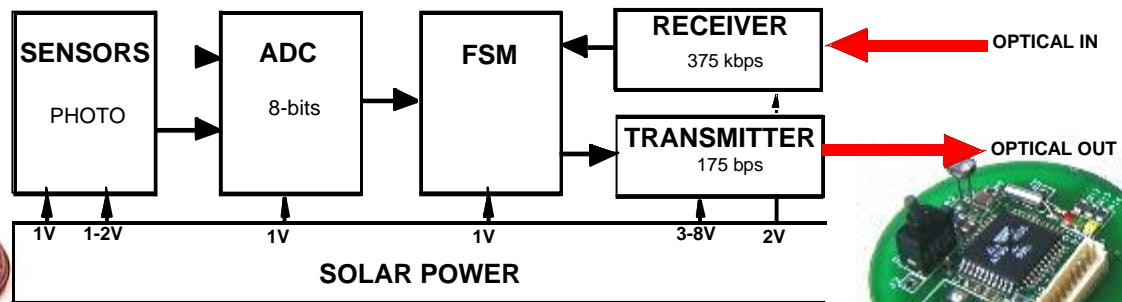 SENSORS
PHOTO
ADC
8-bits
FSM
RECEIVER
375 kbps
OPTICAL IN
TRANSMITTER
175 bps
OPTICAL OUT
1V
1-2V
1V
1V
3-8V
2V
SOLAR POWER